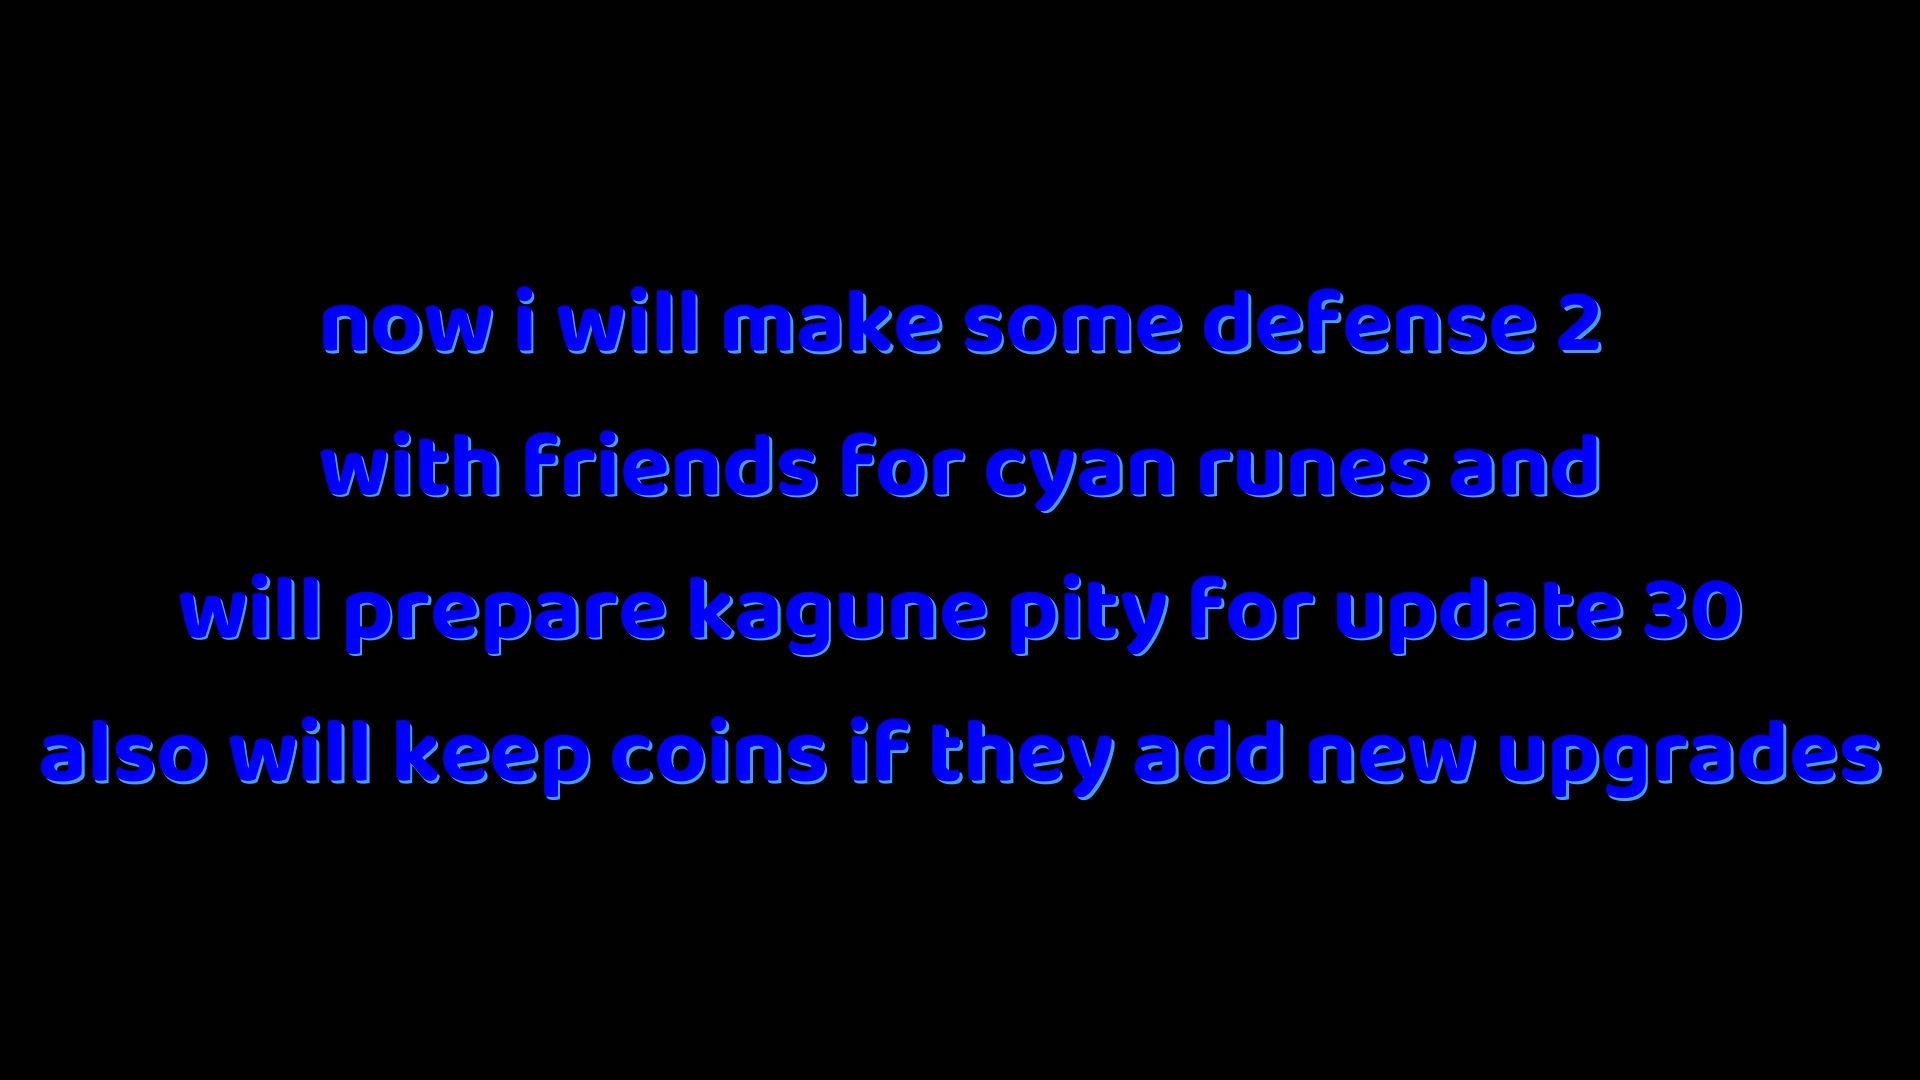 now i will make some defense 2
with friends for cyan runes and
will prepare kagune pity for update 30
also will keep coins if they add new upgrades